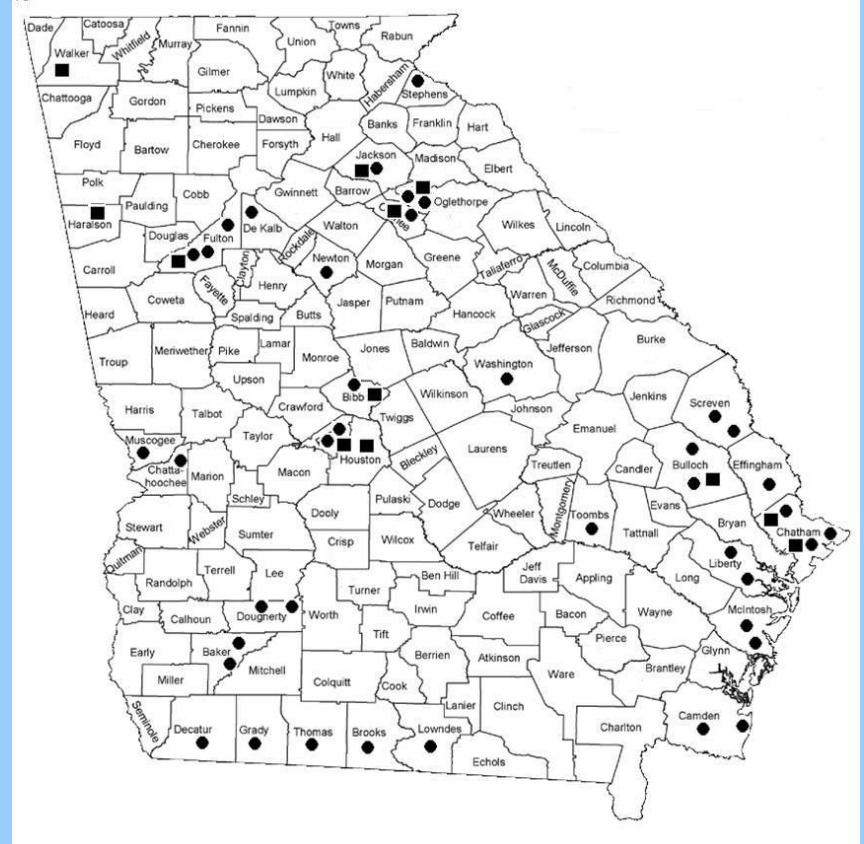 Dade
Catoosa
Fannin
Towns
Rabun
Walker
Whitfield
Murray
Union
Gilmer
White
Habersham
Stephens
Chattooga
Gordon
Pickens
Lumpkin
Dawson
Banks
Franklin
Hart
Floyd
Bartow
Cherokee
Forsyth
Hall
Jackson
Madison
Elbert
Polk
Paulding
Cobb
Gwinnett
Barrow
Oglethorpe
Haralson
Douglas
Fulton
De Kalb
Walton
Wilkes
Lincoln
Carroll
Clayton
Rockdale
Newton
Morgan
Greene
Taliaferro
McDuffie
Columbia
Coweta
Fayette
Henry
Jasper
Putnam
Hancock
Warren
Richmond
Heard
Spalding
Butts
Glascock
Burke
Troup
Meriwether
Pike
Lamar
Monroe
Jones
Baldwin
Washington
Jefferson
Upson
Bibb
Wilkinson
Jenkins
Screven
Harris
Talbot
Crawford
Twiggs
Johnson
Emanuel
Muscogee
Taylor
Houston
Bleckley
Laurens
Treutlen
Candler
Bulloch
Effingham
Chatta-
hoochee
Marion
Macon
Schley
Pulaski
Dodge
Montgomery
Evans
Stewart
Webster
Sumter
Dooly
Wheeler
Toombs
Tattnall
Bryan
Chatham
Quitman
Crisp
Wilcox
Telfair
Liberty
Randolph
Terrell
Lee
Turner
Ben Hill
Jeff
Davis
Appling
Long
Clay
Calhoun
Dougherty
Worth
Irwin
Coffee
Bacon
Wayne
McIntosh
Early
Baker
Tift
Berrien
Atkinson
Pierce
Glynn
Miller
Mitchell
Colquitt
Cook
Ware
Brantley
Seminole
Decatur
Grady
Thomas
Brooks
Lowndes
Lanier
Clinch
Charlton
Camden
Echols